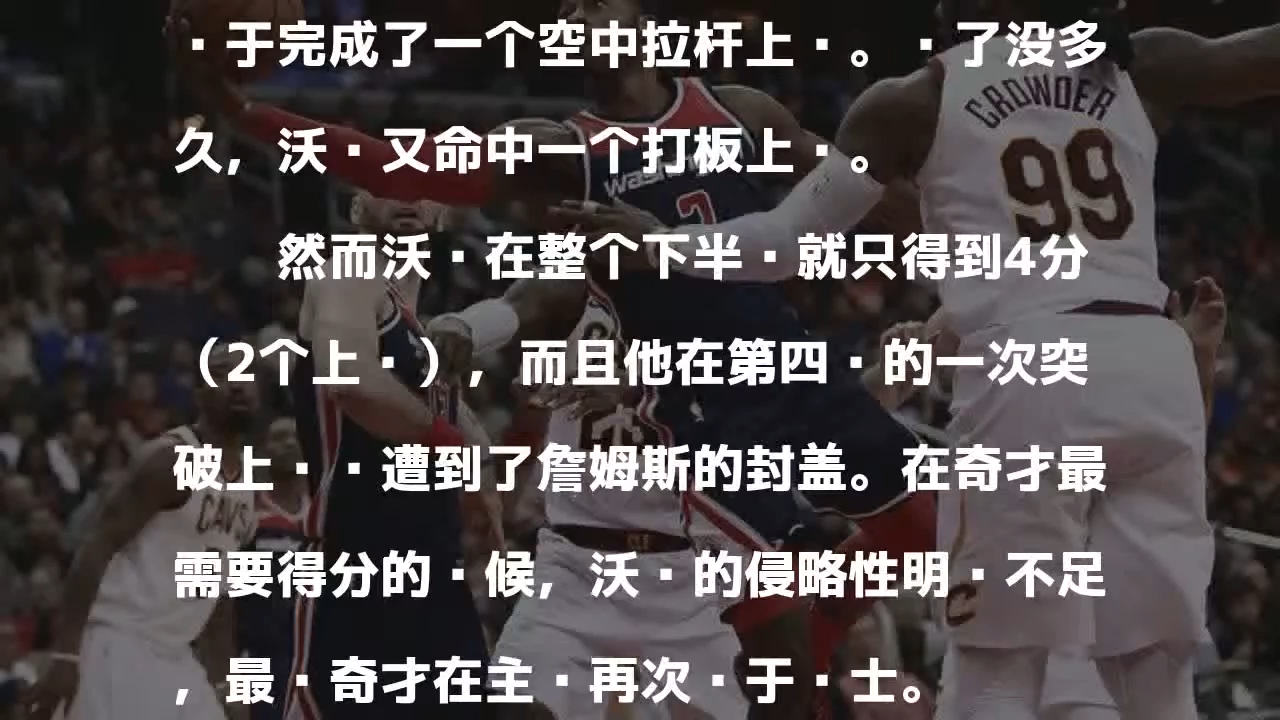 ·于完成了一个空中拉杆上·。·了没多
久，沃·又命中一个打板上·。
然而沃·在整个下半·就只得到4分
（2个上·），而且他在第四·的一次突
破上··遭到了詹姆斯的封盖。在奇才最
需要得分的·候，沃·的侵略性明·不足
，最·奇才在主·再次·于·士。
CROWDER
99
CAVS